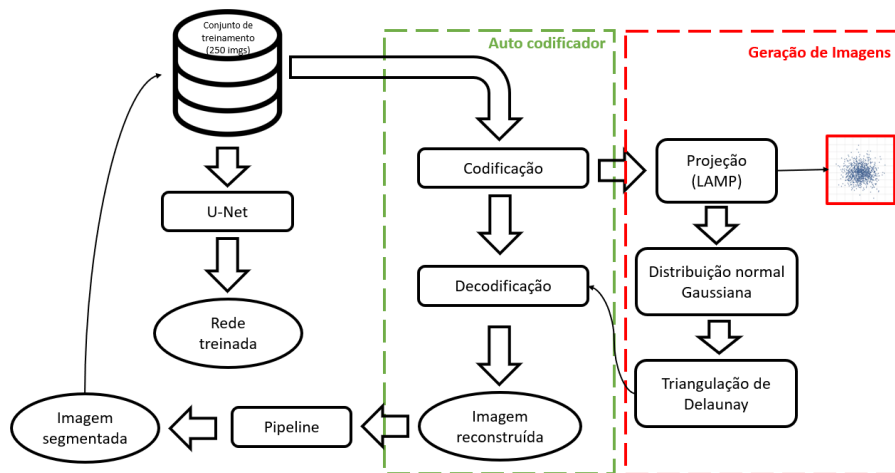 Conjunto de
treinamento
(250 imgs)
Auto codificador
Geração de Imagens
Codificação
Projeção
(LAMP)
U-Net
Distribuição normal
Gaussiana
Decodificação
Rede
treinada
Triangulação de
Delaunay
Imagem
segmentada
Pipeline
Imagem
reconstruída